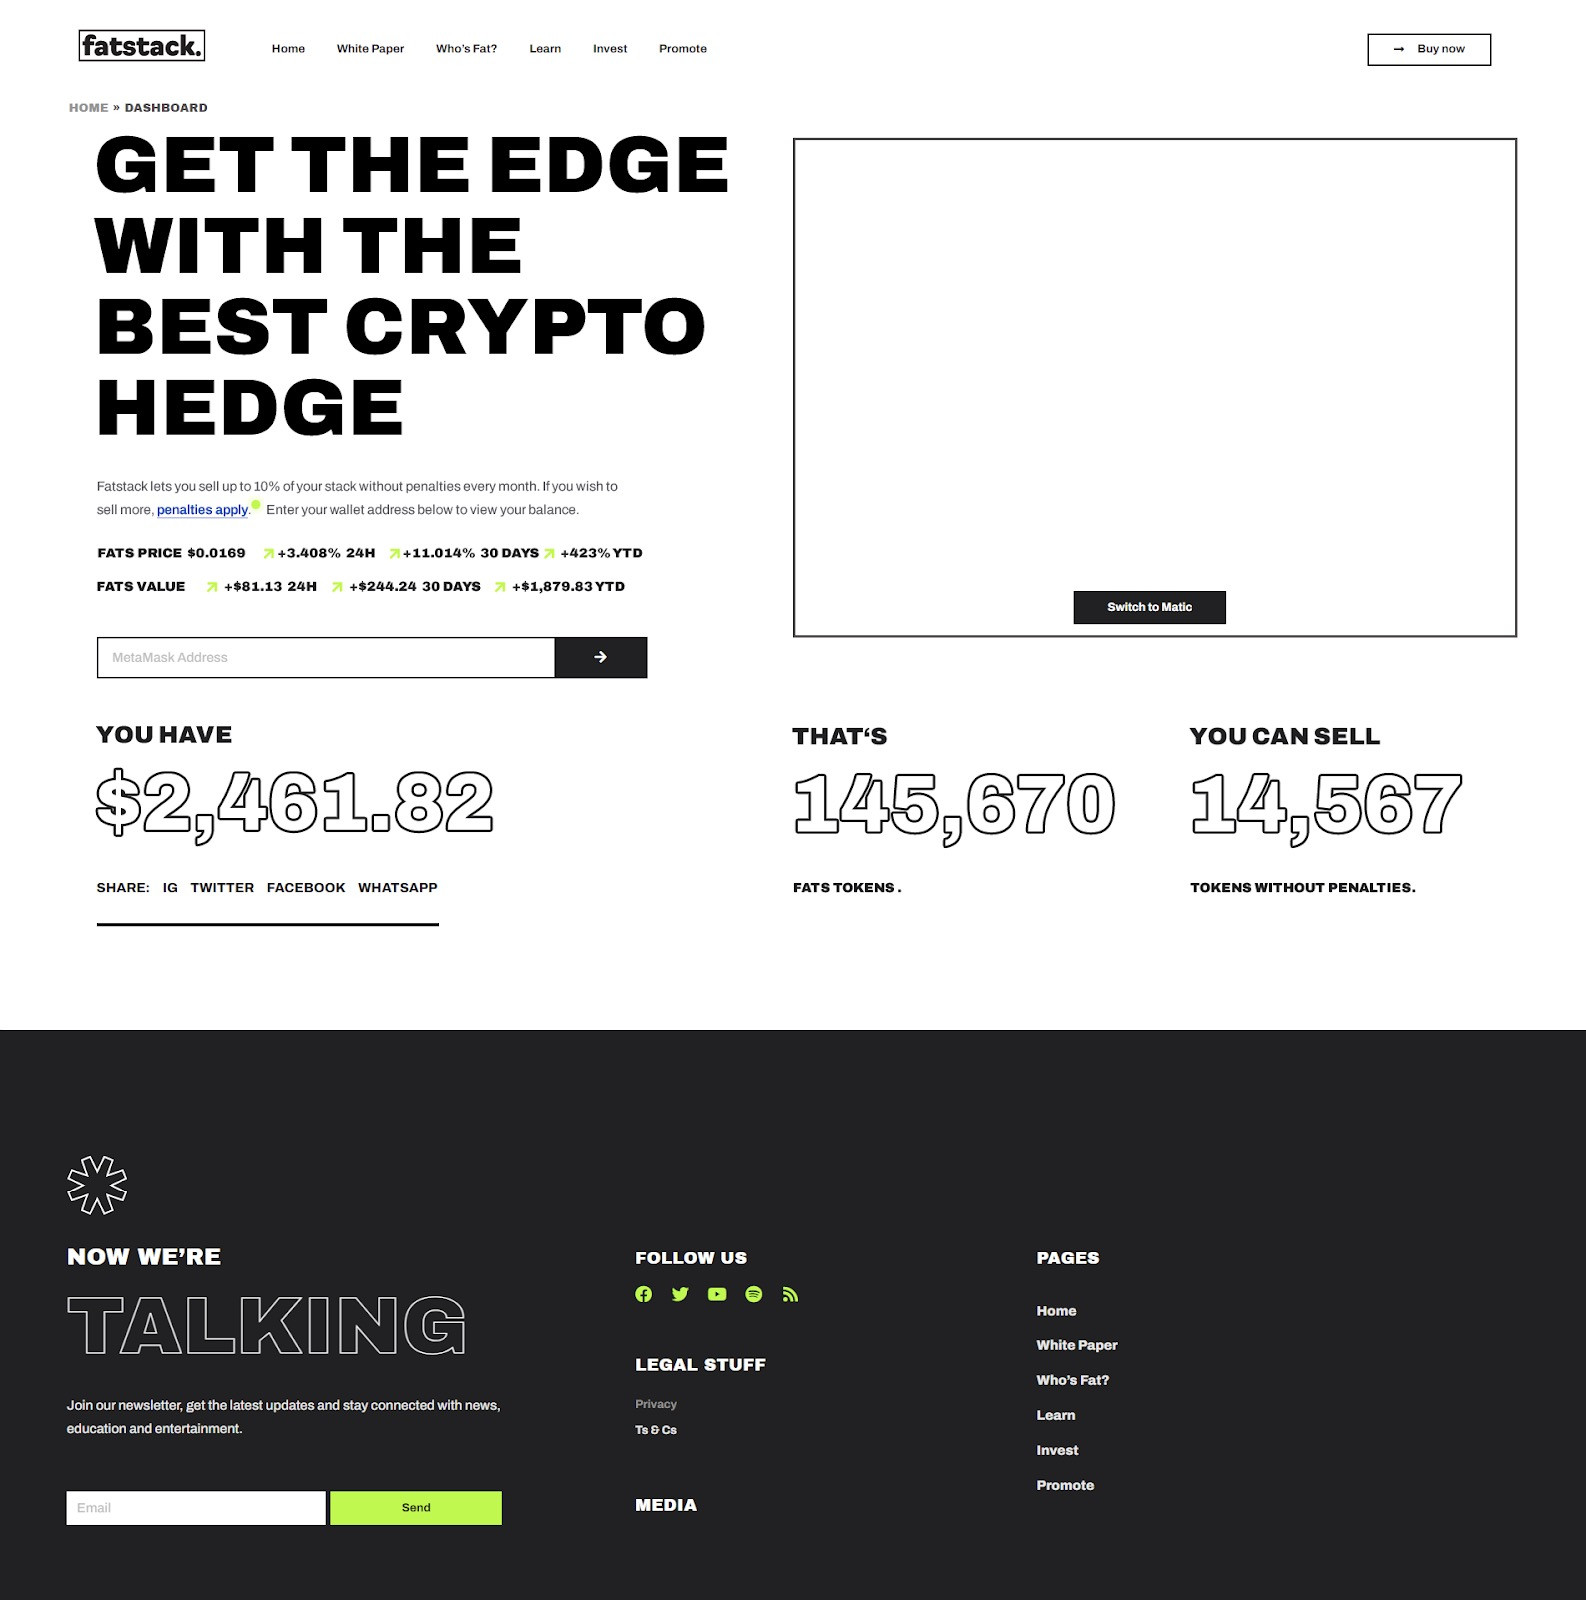 fatstack.
Home White Paper Who's Fat? Learn Invest Promote
Buy now
HOME » DASHBOARD
GET THE EDGE
WITH THE
BEST CRYPTO
HEDGE
Fatstack lets you sell up to 10% of your stack without penalties every month. If you wish to
sell more, penalties apply. Enter your wallet address below to view your balance.
FATS PRICE $0.0169 +3.408% 24H +11.014% 30 DAYS +423% YTD
FATS VALUE +$81.13 24H +$244.24 30 DAYS +$1,879.83 YTD
MetaMask Address
Switch to Matic
YOU HAVE
$2,461.82
SHARE: IG TWITTER FACEBOOK WHATSAPP
THAT‘S
145,670
FATS TOKENS .
YOU CAN SELL
14,567
TOKENS WITHOUT PENALTIES.
NOW WE’RE
TALKING
Join our newsletter, get the latest updates and stay connected with news,
education and entertainment.
Email
Send
FOLLOW US
LEGAL STUFF
Privacy
Ts & Cs
MEDIA
PAGES
Home
White Paper
Who’s Fat?
Learn
Invest
Promote